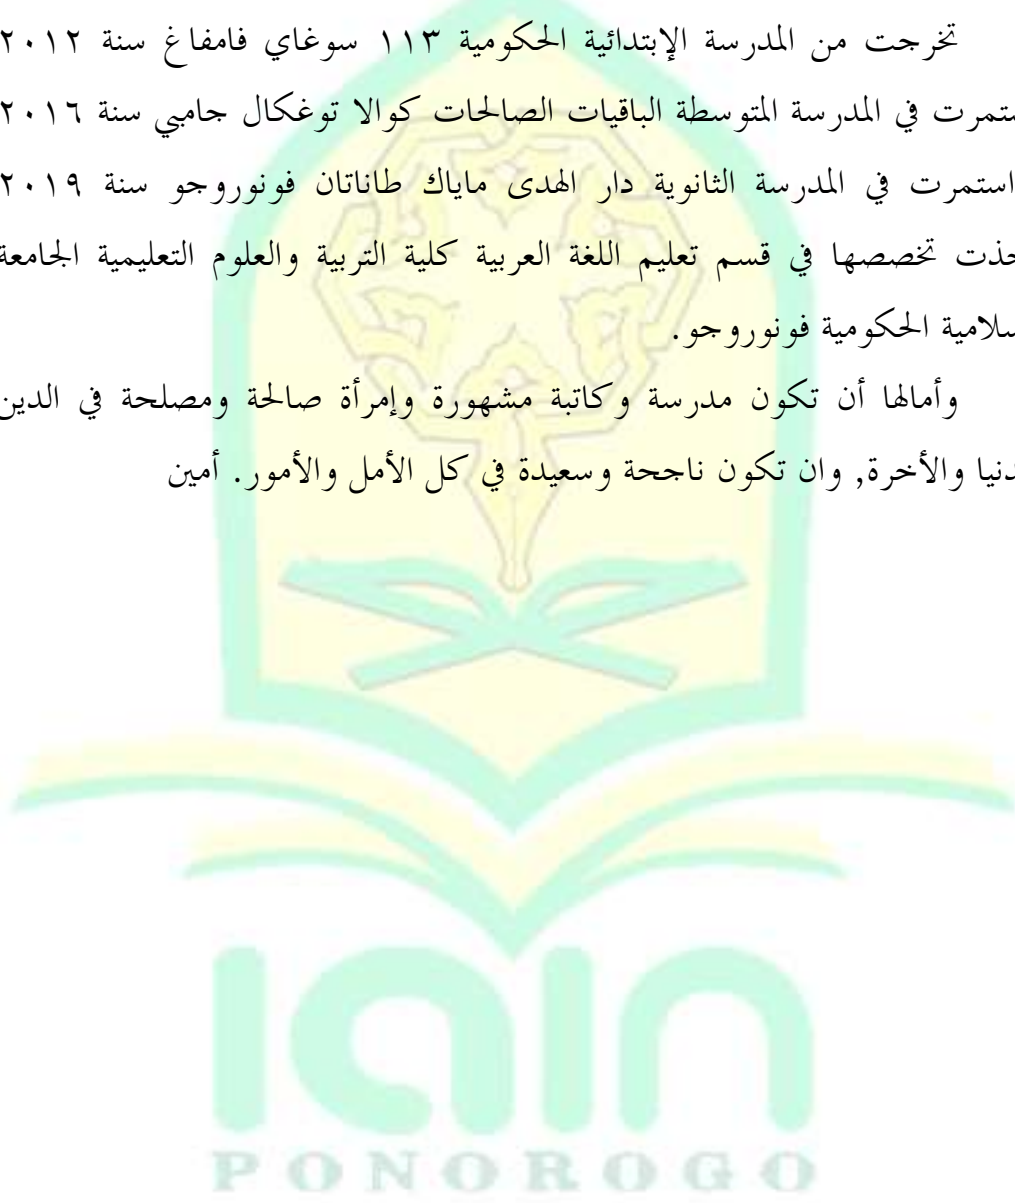 تخرجت من المدرسة الإبتدائية الحكومية ١١٣ سوغاي فامفاغ سنة ٢٠١٢
ستمرت في المدرسة المتوسطة الباقيات الصالحات كوالا توغكال جامبي سنة ٢٠١٦
استمرت في المدرسة الثانوية دار الهدى ماياك طاناتان فونوروجو سنة ٢٠١٩
خذت تخصصها في قسم تعليم اللغة العربية كلية التربية والعلوم التعليمية الجامعة
سلامية الحكومية فونوروجو.
وأمالها أن تكون مدرسة وكاتبة مشهورة وإمرأة صالحة ومصلحة في الدين
دنيا والأخرة, وان تكون ناجحة وسعيدة في كل الأمل والأمور. أمين
iain
PONOROGO